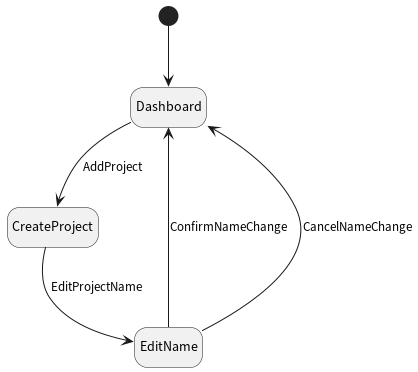 Dashboard
AddProject
CreateProject
ConfirmNameChange
CancelNameChange
EditProjectName
EditName